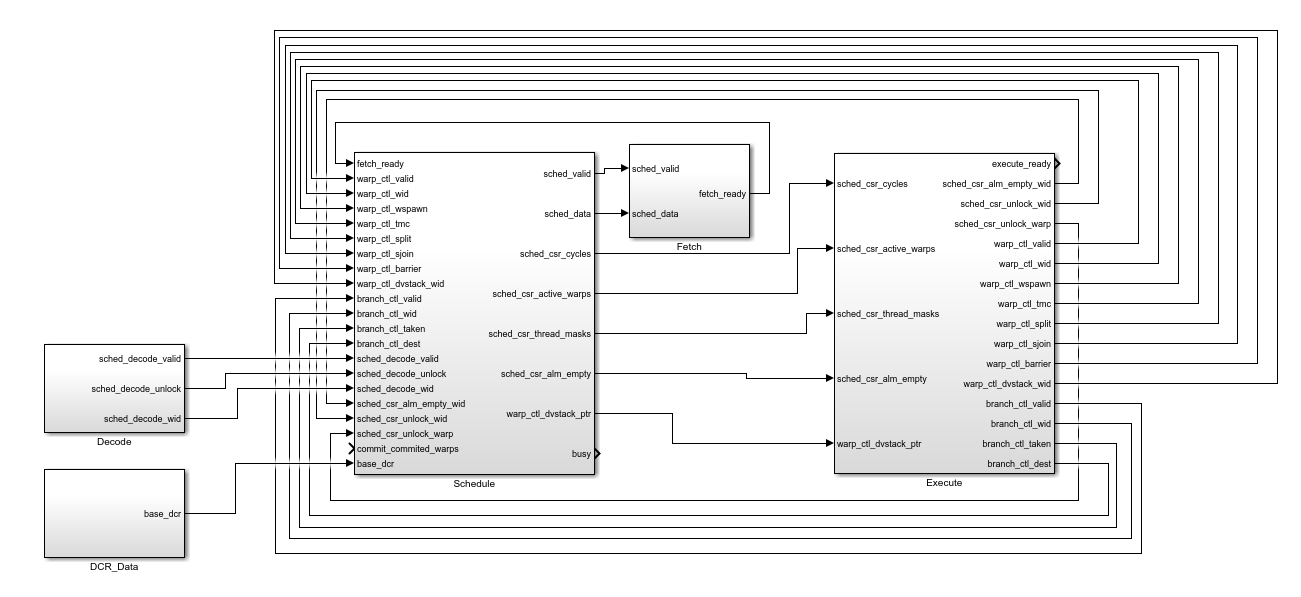 fetch_ready
warp_ctl_valid
warp_ctl_wid
warp_ctl_wspawn
warp_ctl_tmc
warp_ctl_split
warp_ctl_sjoin
warp_ctl_barrier
warp_ctl_dvstack_wid
branch_ctl_valid
branch_ctl_wid
branch_ctl_taken
branch_ctl_dest
sched_decode_valid
sched_decode_unlock
sched_decode_wid
sched_csr_alm_empty_wid
sched_csr_unlock_wid
sched_csr_unlock_warp
commit_commited_warps
base_dcr
sched_valid
sched_data
sched_csr_cycles
sched_csr_active_warps
sched_csr_thread_masks
sched_csr_alm_empty
warp_ctl_dvstack_ptr
busy
Schedule
sched_valid
sched_data
fetch_ready
Fetch
sched_csr_cycles
sched_csr_active_warps
sched_csr_thread_masks
sched_csr_alm_empty
warp_ctl_dvstack_ptr
execute_ready
sched_csr_alm_empty_wid
sched_csr_unlock_wid
sched_csr_unlock_warp
warp_ctl_valid
warp_ctl_wid
warp_ctl_wspawn
warp_ctl_tmc
warp_ctl_split
warp_ctl_sjoin
warp_ctl_barrier
warp_ctl_dvstack_wid
branch_ctl_valid
branch_ctl_wid
branch_ctl_taken
branch_ctl_dest
Execute
sched_decode_valid
sched_decode_unlock
sched_decode_wid
Decode
base_dcr
DCR_Data